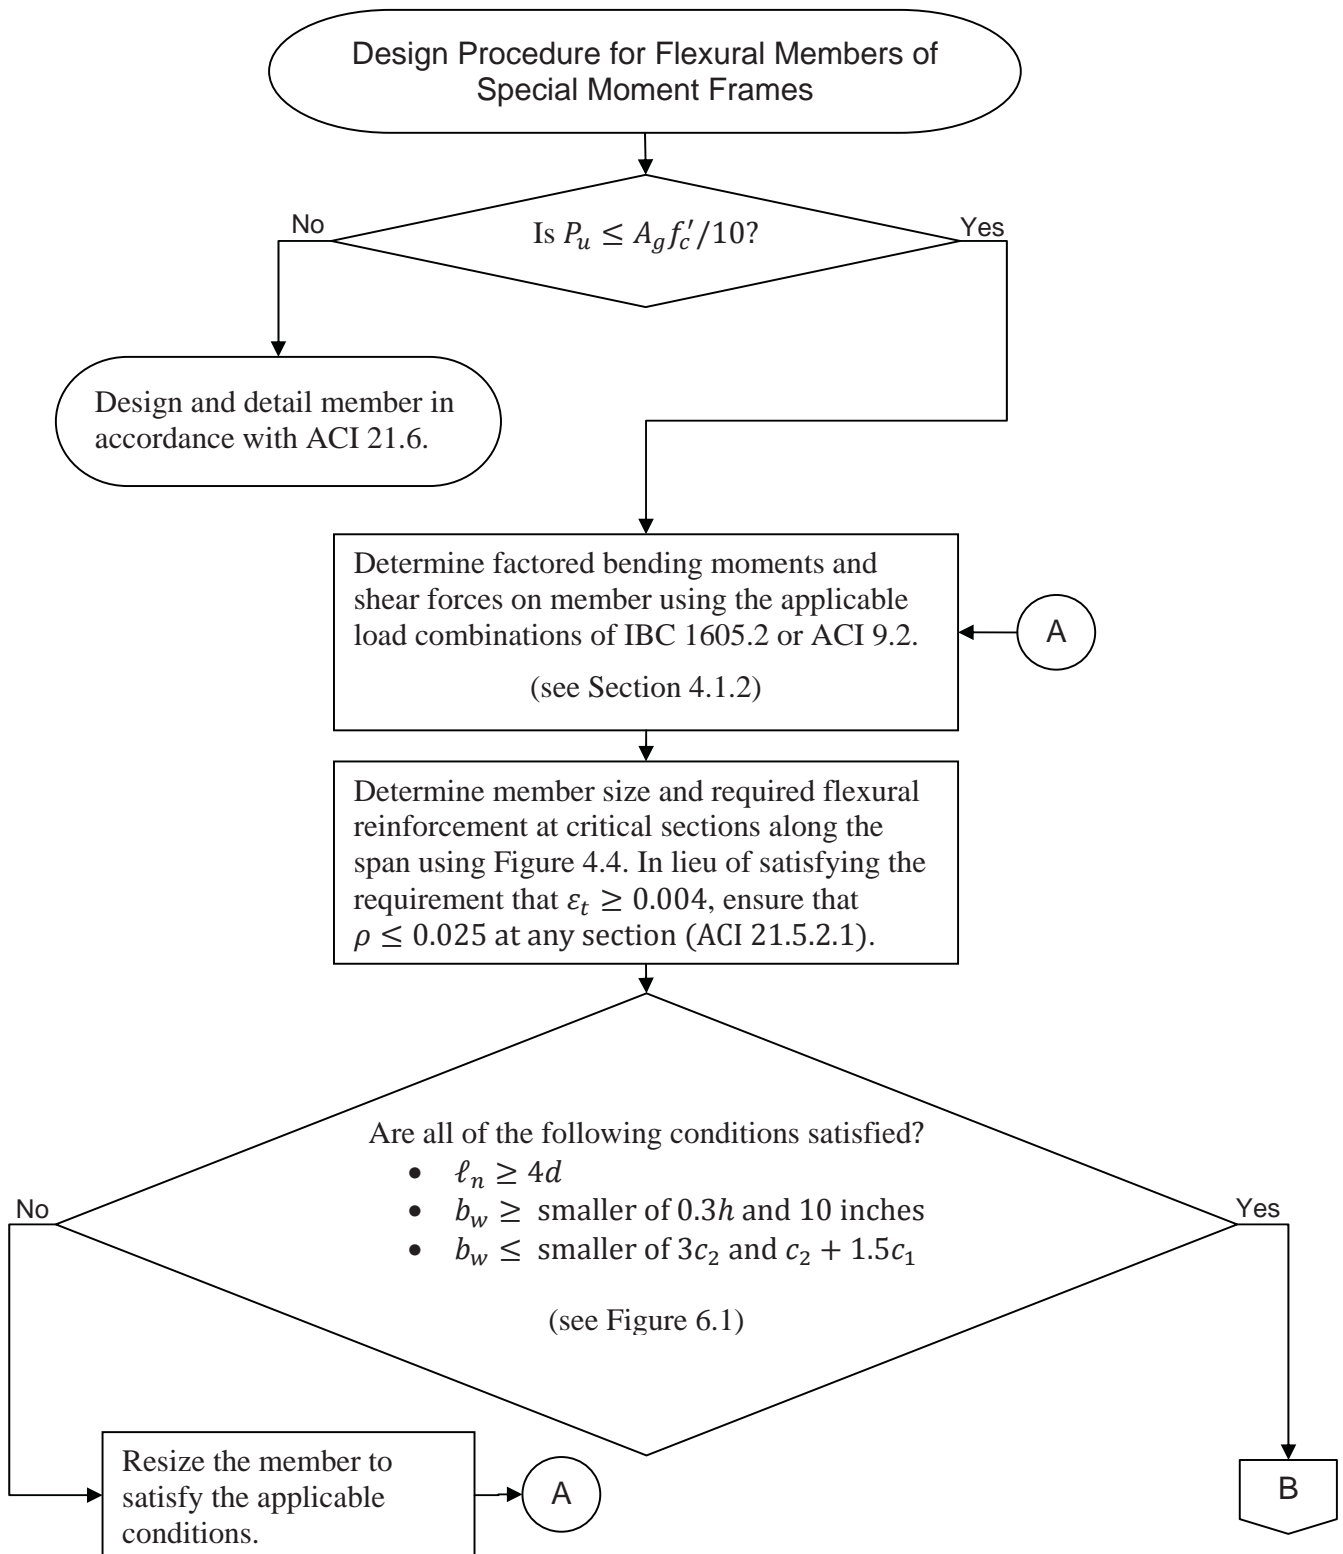 Design Procedure for Flexural Members of
Special Moment Frames
No
Is 𝑃ᵤ ≤ 𝐴_g 𝑓′_c/10?
Yes
Design and detail member in
accordance with ACI 21.6.
Determine factored bending moments and
shear forces on member using the applicable
load combinations of IBC 1605.2 or ACI 9.2.
(see Section 4.1.2)
A
Determine member size and required flexural
reinforcement at critical sections along the
span using Figure 4.4. In lieu of satisfying the
requirement that ε_t ≥ 0.004, ensure that
ρ ≤ 0.025 at any section (ACI 21.5.2.1).
Are all of the following conditions satisfied?
• ℓ_n ≥ 4d
• b_w ≥ smaller of 0.3h and 10 inches
• b_w ≤ smaller of 3c₂ and c₂ + 1.5c₁
(see Figure 6.1)
No
Yes
Resize the member to
satisfy the applicable
conditions.
A
B